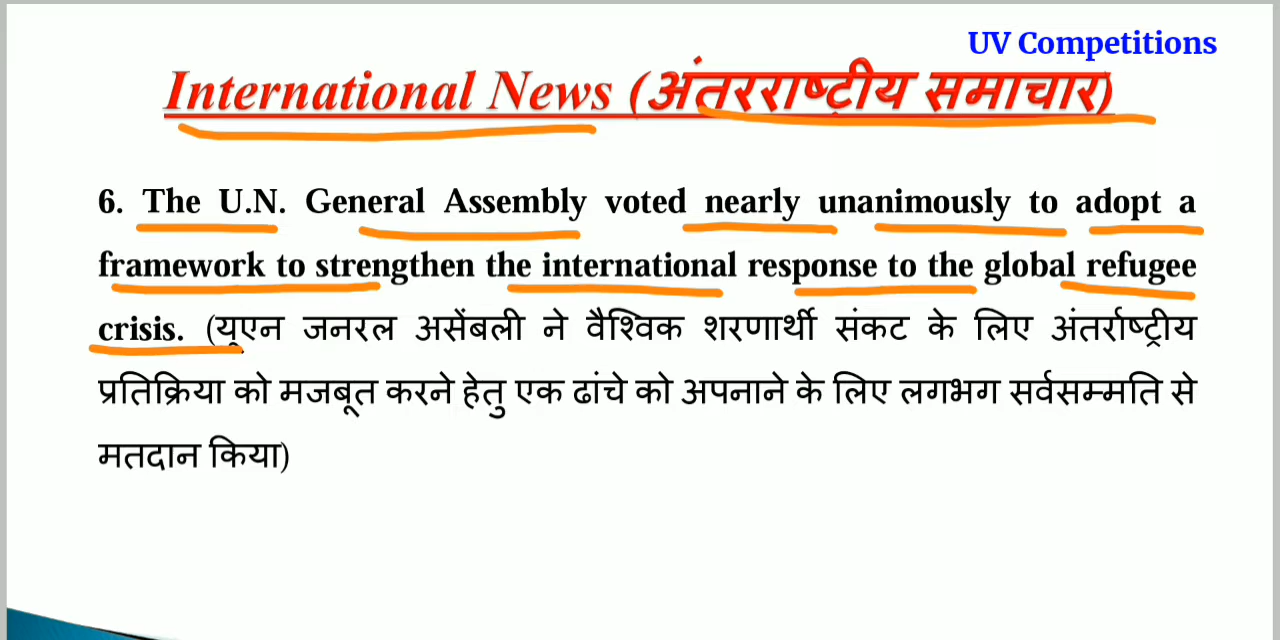 UV Competitions
International News (अंतरराष्ट्रीय समाचार)
6. The U.N. General Assembly voted nearly unanimously to adopt a
framework to strengthen the international response to the global refugee
crisis. (यूएन जनरल असेंबली ने वैश्विक शरणार्थी संकट के लिए अंतर्राष्ट्रीय
प्रतिक्रिया को मजबूत करने हेतु एक ढांचे को अपनाने के लिए लगभग सर्वसम्मति से
मतदान किया)